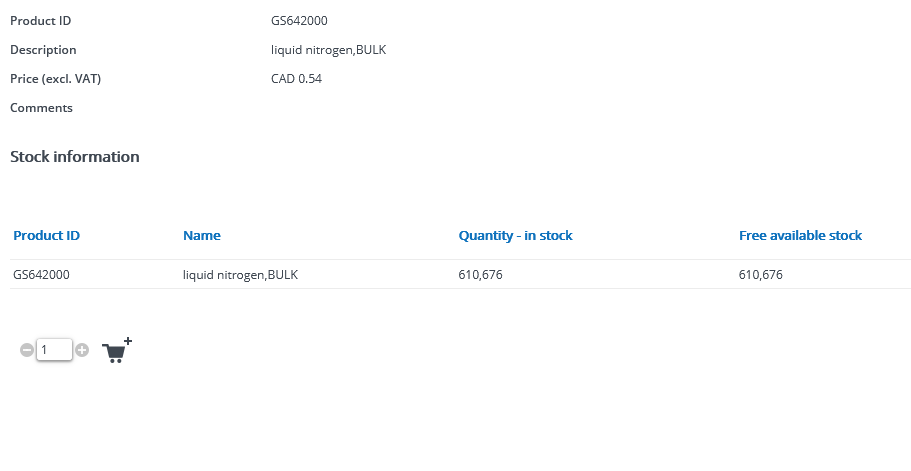 Product ID GS642000
Description liquid nitrogen,BULK
Price (excl. VAT) CAD 0.54
Comments
Stock information
Product ID Name Quantity - in stock Free available stock
GS642000 liquid nitrogen,BULK 610,676 610,676
1